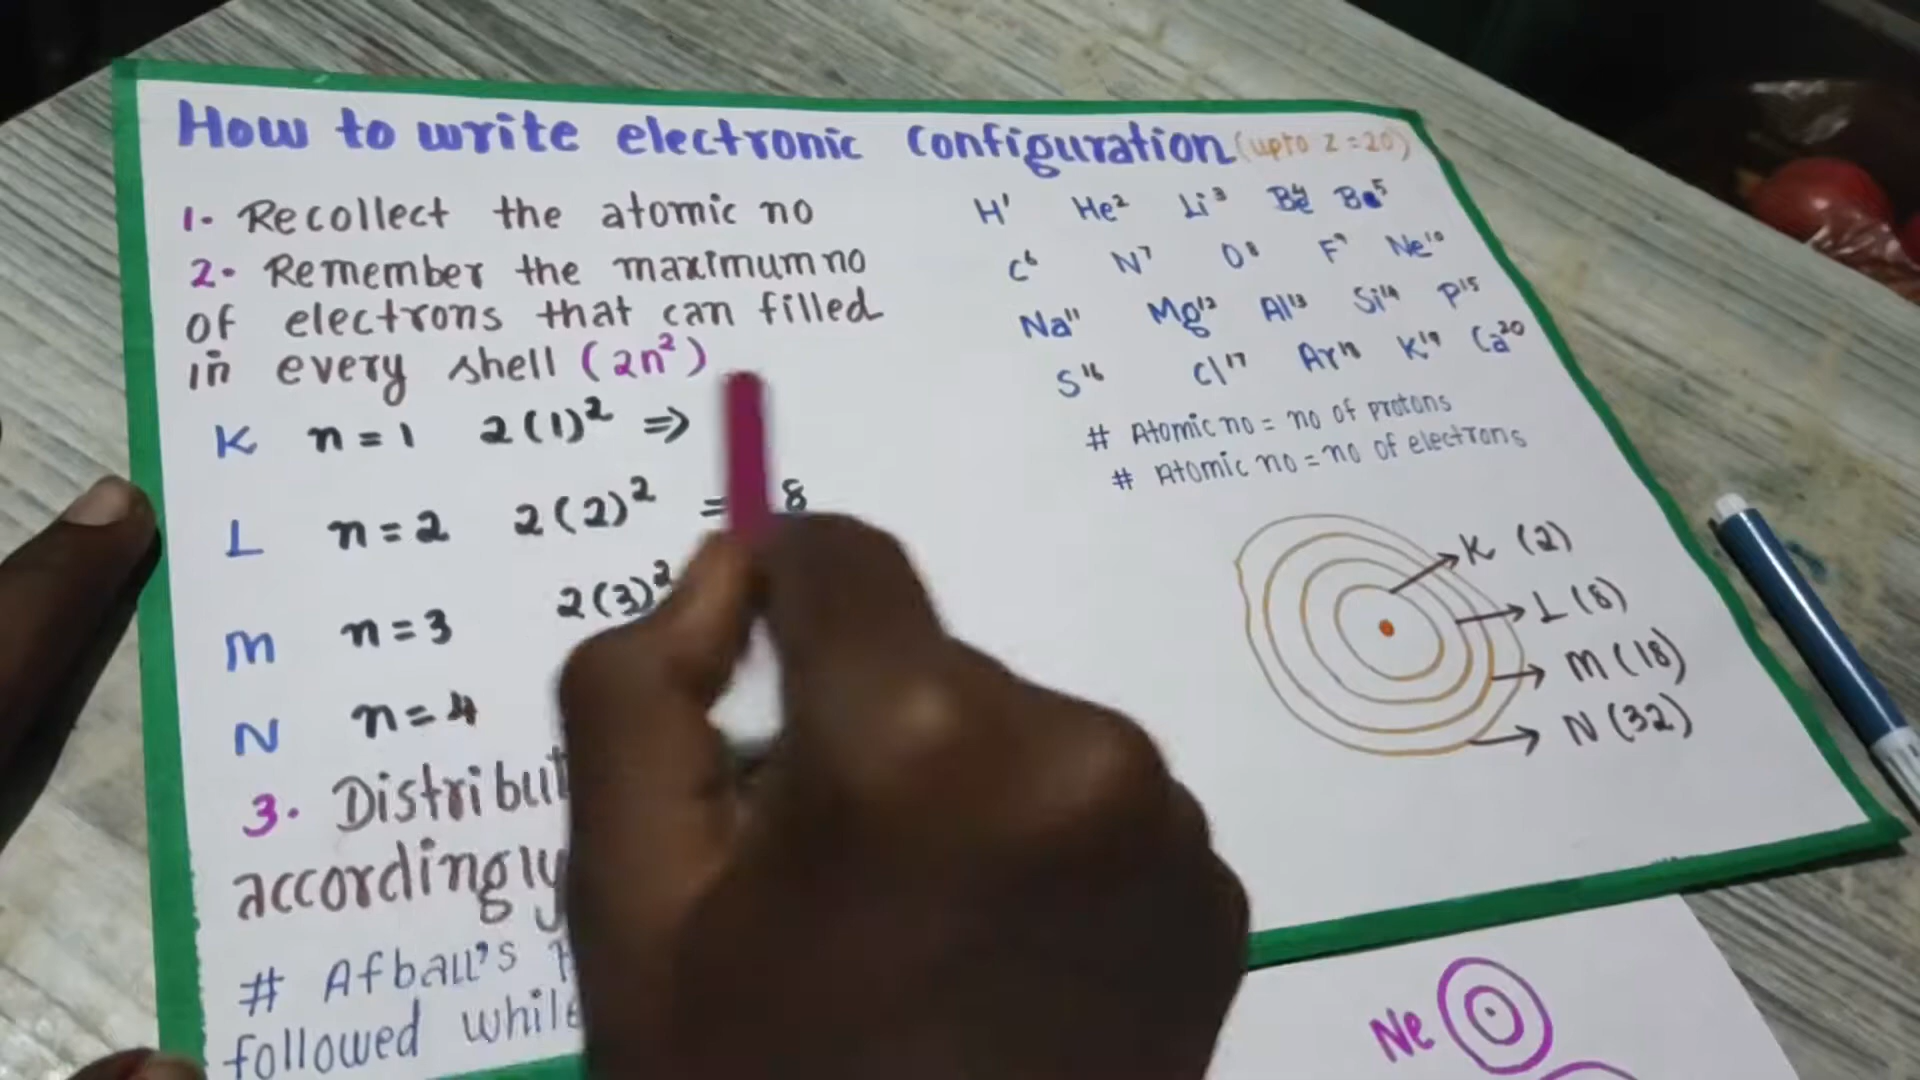 How to write electronic configuration (upto z=20)
1. Recollect the atomic no
2. Remember the maximum no
of electrons that can filled
in every shell (2n²)
K n=1 2(1)² ⇒
L n=2 2(2)² = 8
M n=3 2(3)²
N n=4
3. Distribut
accordingly
# Afball's
followed while
H¹ He² Li³ Be⁴ B⁵
C⁶ N⁷ O⁸ F⁹ Ne¹⁰
Na¹¹ Mg¹² Al¹³ Si¹⁴ P¹⁵
S¹⁶ Cl¹⁷ Ar¹⁸ K¹⁹ Ca²⁰
# Atomic no = no of protons
# Atomic no = no of electrons
K (2)
L (8)
M (18)
N (32)
Ne